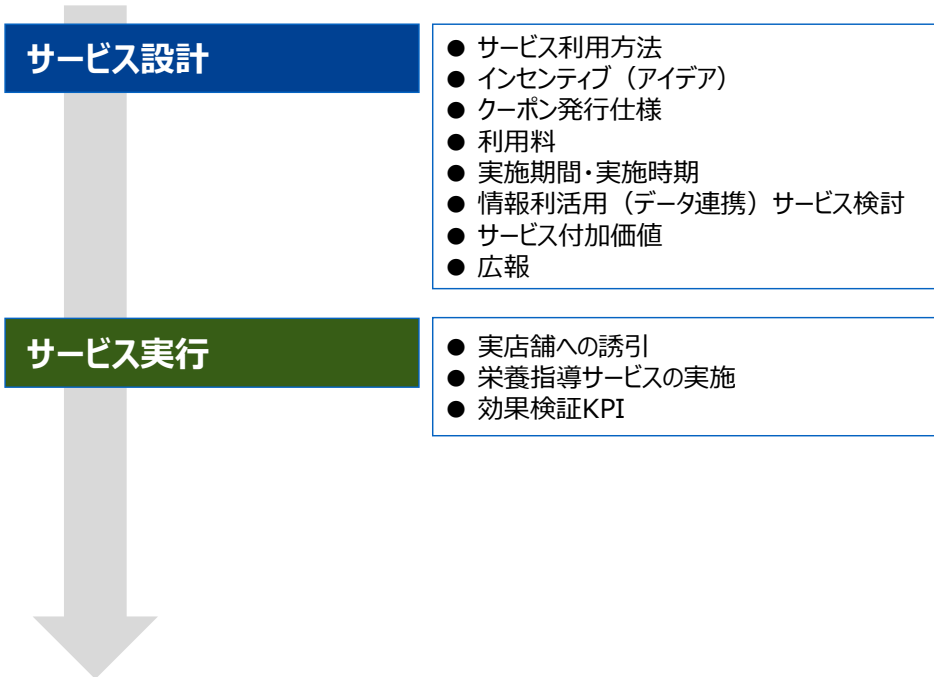 サービス設計
● サービス利用方法
● インセンティブ（アイデア）
● クーポン発行仕様
● 利用料
● 実施期間・実施時期
● 情報利活用（データ連携）サービス検討
● サービス付加価値
● 広報
サービス実行
● 実店舗への誘引
● 栄養指導サービスの実施
● 効果検証KPI